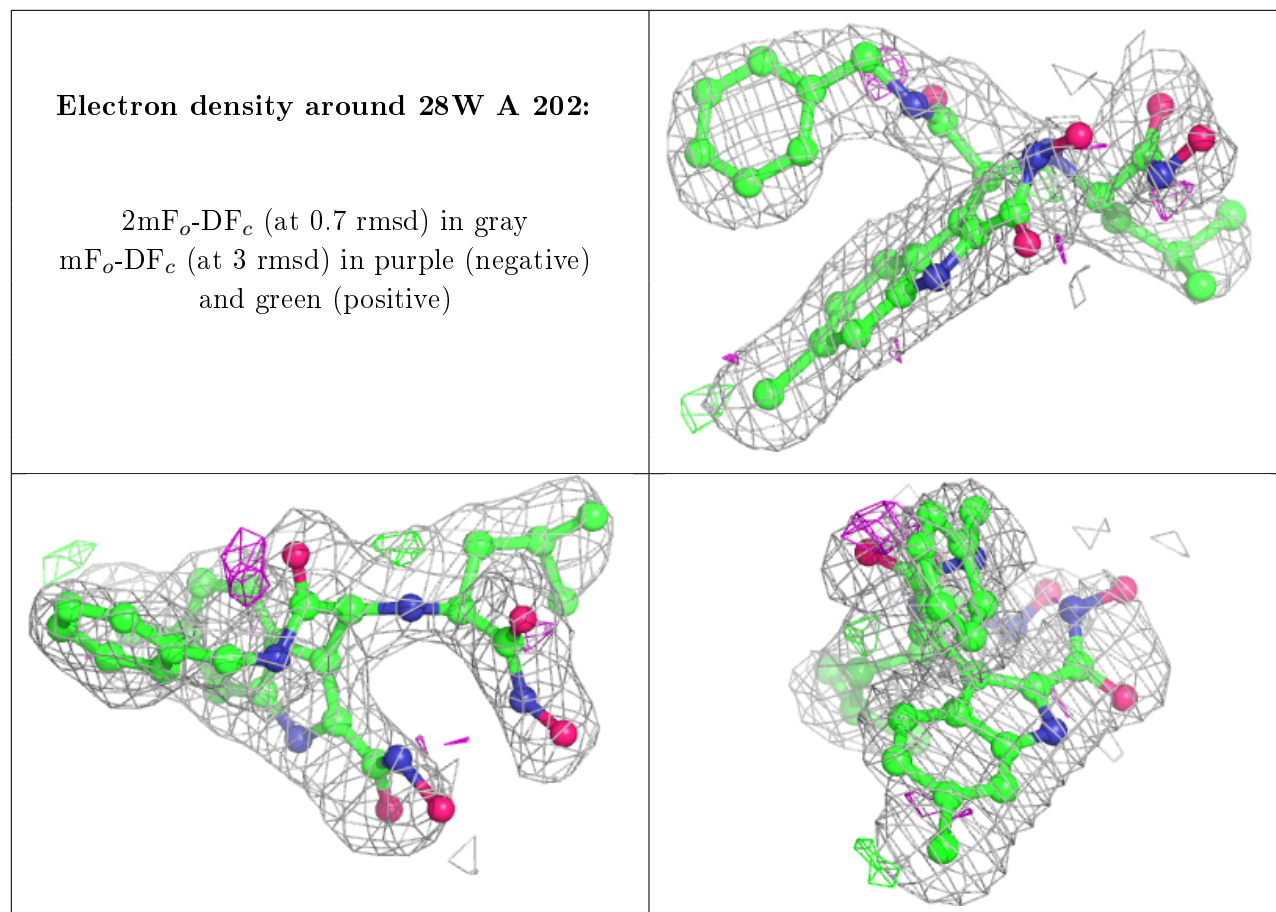 Electron density around 28W A 202:
2mFo-DFc (at 0.7 rmsd) in gray
mFo-DFc (at 3 rmsd) in purple (negative)
and green (positive)